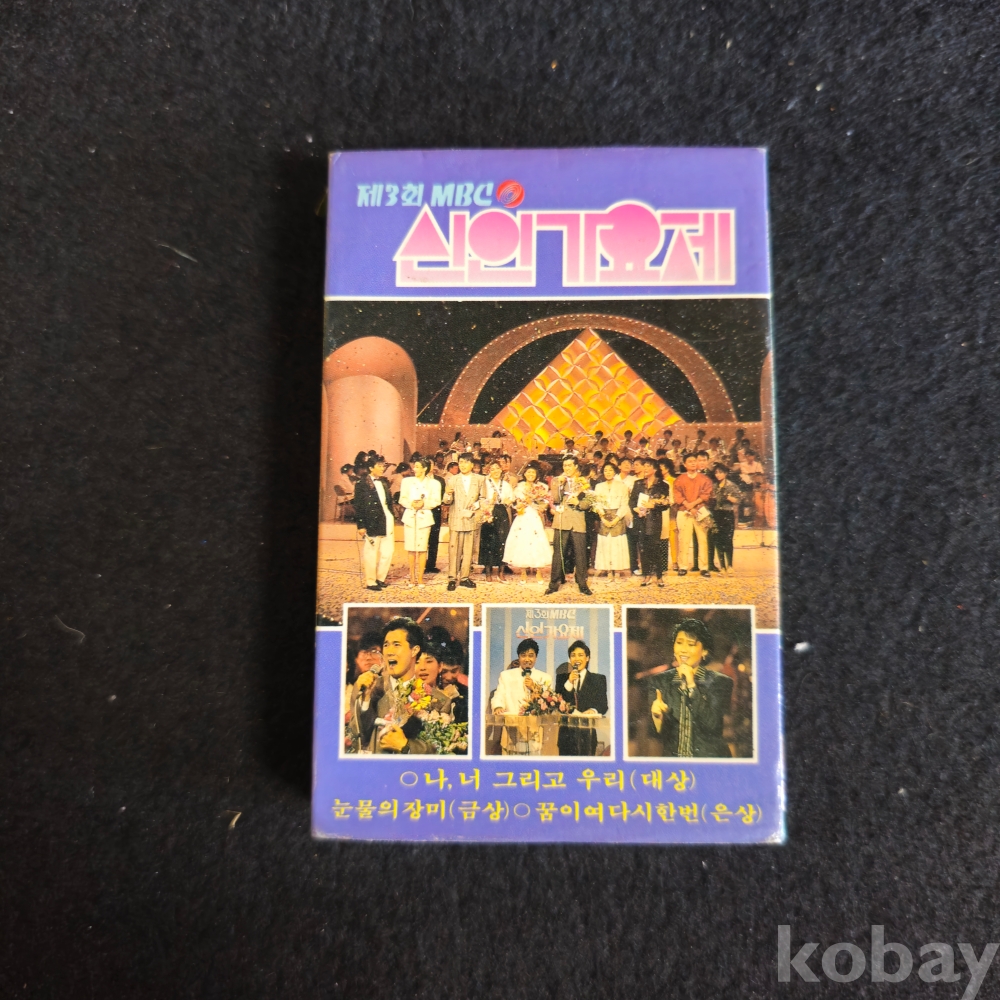 제3회 MBC
신인가요제
제3회 MBC
신인가요제
○ 나, 너 그리고 우리 (대상)
눈물의장미(금상) ○ 꿈이여다시한번(은상)
kobay